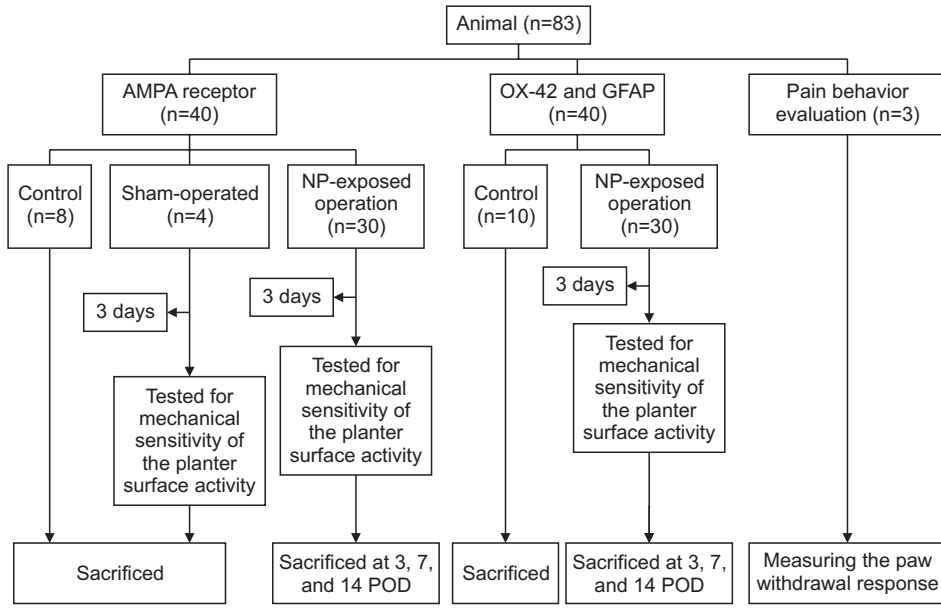 Animal (n=83)
AMPA receptor
(n=40)
OX-42 and GFAP
(n=40)
Pain behavior
evaluation (n=3)
Control
(n=8)
Sham-operated
(n=4)
NP-exposed
operation
(n=30)
Control
(n=10)
NP-exposed
operation
(n=30)
3 days
3 days
3 days
Tested for
mechanical
sensitivity of
the planter
surface activity
Tested for
mechanical
sensitivity of
the planter
surface activity
Tested for
mechanical
sensitivity of
the planter
surface activity
Sacrificed
Sacrificed at 3, 7,
and 14 POD
Sacrificed
Sacrificed at 3, 7,
and 14 POD
Measuring the paw
withdrawal response